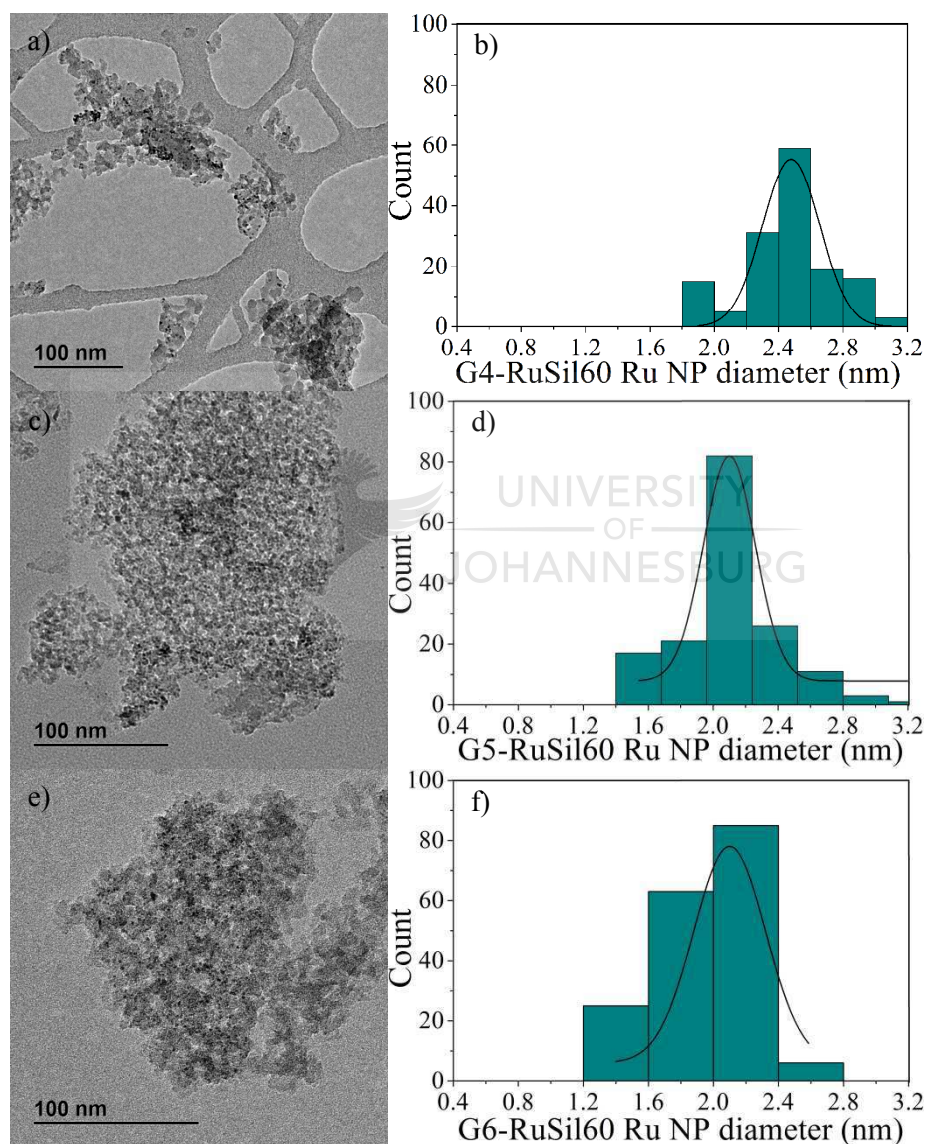 a)
100 nm
b)
100
80
60
40
20
0
Count
0.4 0.8 1.2 1.6 2.0 2.4 2.8 3.2
G4-RuSil60 Ru NP diameter (nm)
c)
100 nm
d)
100
80
60
40
20
0
Count
0.4 0.8 1.2 1.6 2.0 2.4 2.8 3.2
G5-RuSil60 Ru NP diameter (nm)
UNIVERSITY
OF
JOHANNESBURG
e)
100 nm
f)
100
80
60
40
20
0
Count
0.4 0.8 1.2 1.6 2.0 2.4 2.8 3.2
G6-RuSil60 Ru NP diameter (nm)